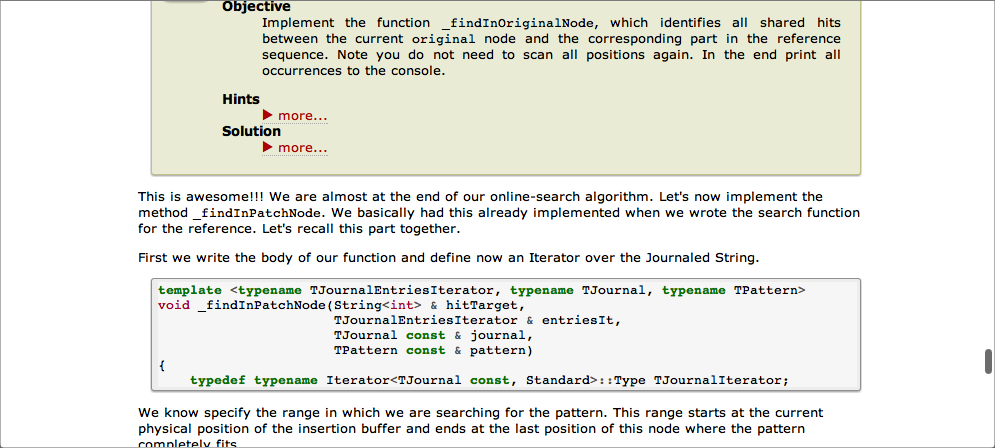 Objective
Implement the function _findInOriginalNode, which identifies all shared hits
between the current original node and the corresponding part in the reference
sequence. Note you do not need to scan all positions again. In the end print all
occurrences to the console.
Hints
more...
Solution
more...
This is awesome!!! We are almost at the end of our online-search algorithm. Let's now implement the
method _findInPatchNode. We basically had this already implemented when we wrote the search function
for the reference. Let's recall this part together.
First we write the body of our function and define now an Iterator over the Journaled String.
template <typename TJournalEntriesIterator, typename TJournal, typename TPattern>
void _findInPatchNode(String<int> & hitTarget,
TJournalEntriesIterator & entriesIt,
TJournal const & journal,
TPattern const & pattern)
{
typedef typename Iterator<TJournal const, Standard>::Type TJournalIterator;
We know specify the range in which we are searching for the pattern. This range starts at the current
physical position of the insertion buffer and ends at the last position of this node where the pattern
completely fits.